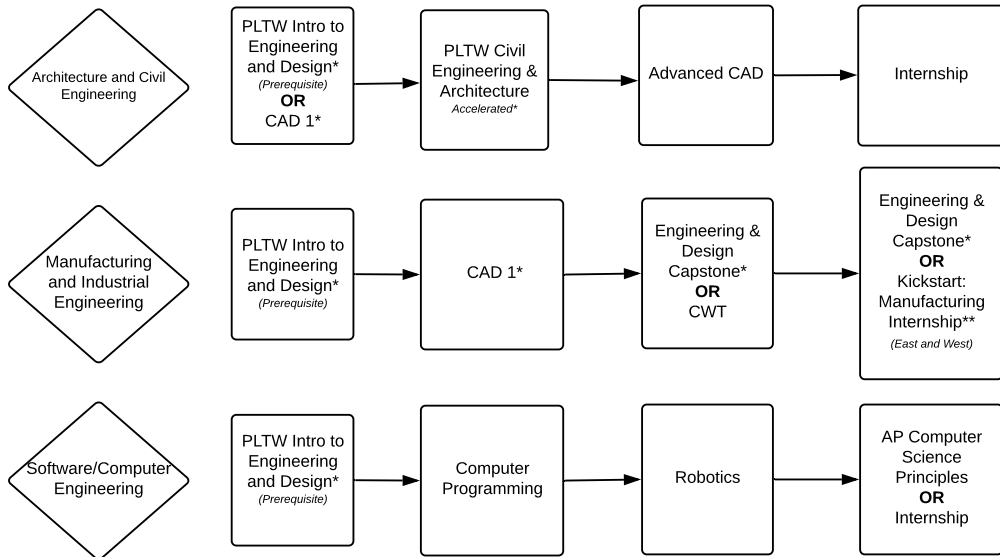 Architecture and Civil
Engineering
PLTW Intro to
Engineering
and Design*
(Prerequisite)
OR
CAD 1*
PLTW Civil
Engineering &
Architecture
Accelerated*
Advanced CAD
Internship
Manufacturing
and Industrial
Engineering
PLTW Intro to
Engineering
and Design*
(Prerequisite)
CAD 1*
Engineering &
Design
Capstone*
OR
CWT
Engineering &
Design
Capstone*
OR
Kickstart:
Manufacturing
Internship**
(East and West)
Software/Computer
Engineering
PLTW Intro to
Engineering
and Design*
(Prerequisite)
Computer
Programming
Robotics
AP Computer
Science
Principles
OR
Internship